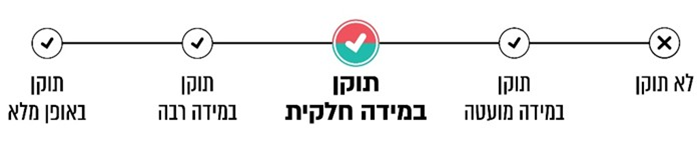 לא תוקן
תוקן
במידה מועטה
תוקן
במידה חלקית
תוקן
במידה רבה
תוקן
באופן מלא